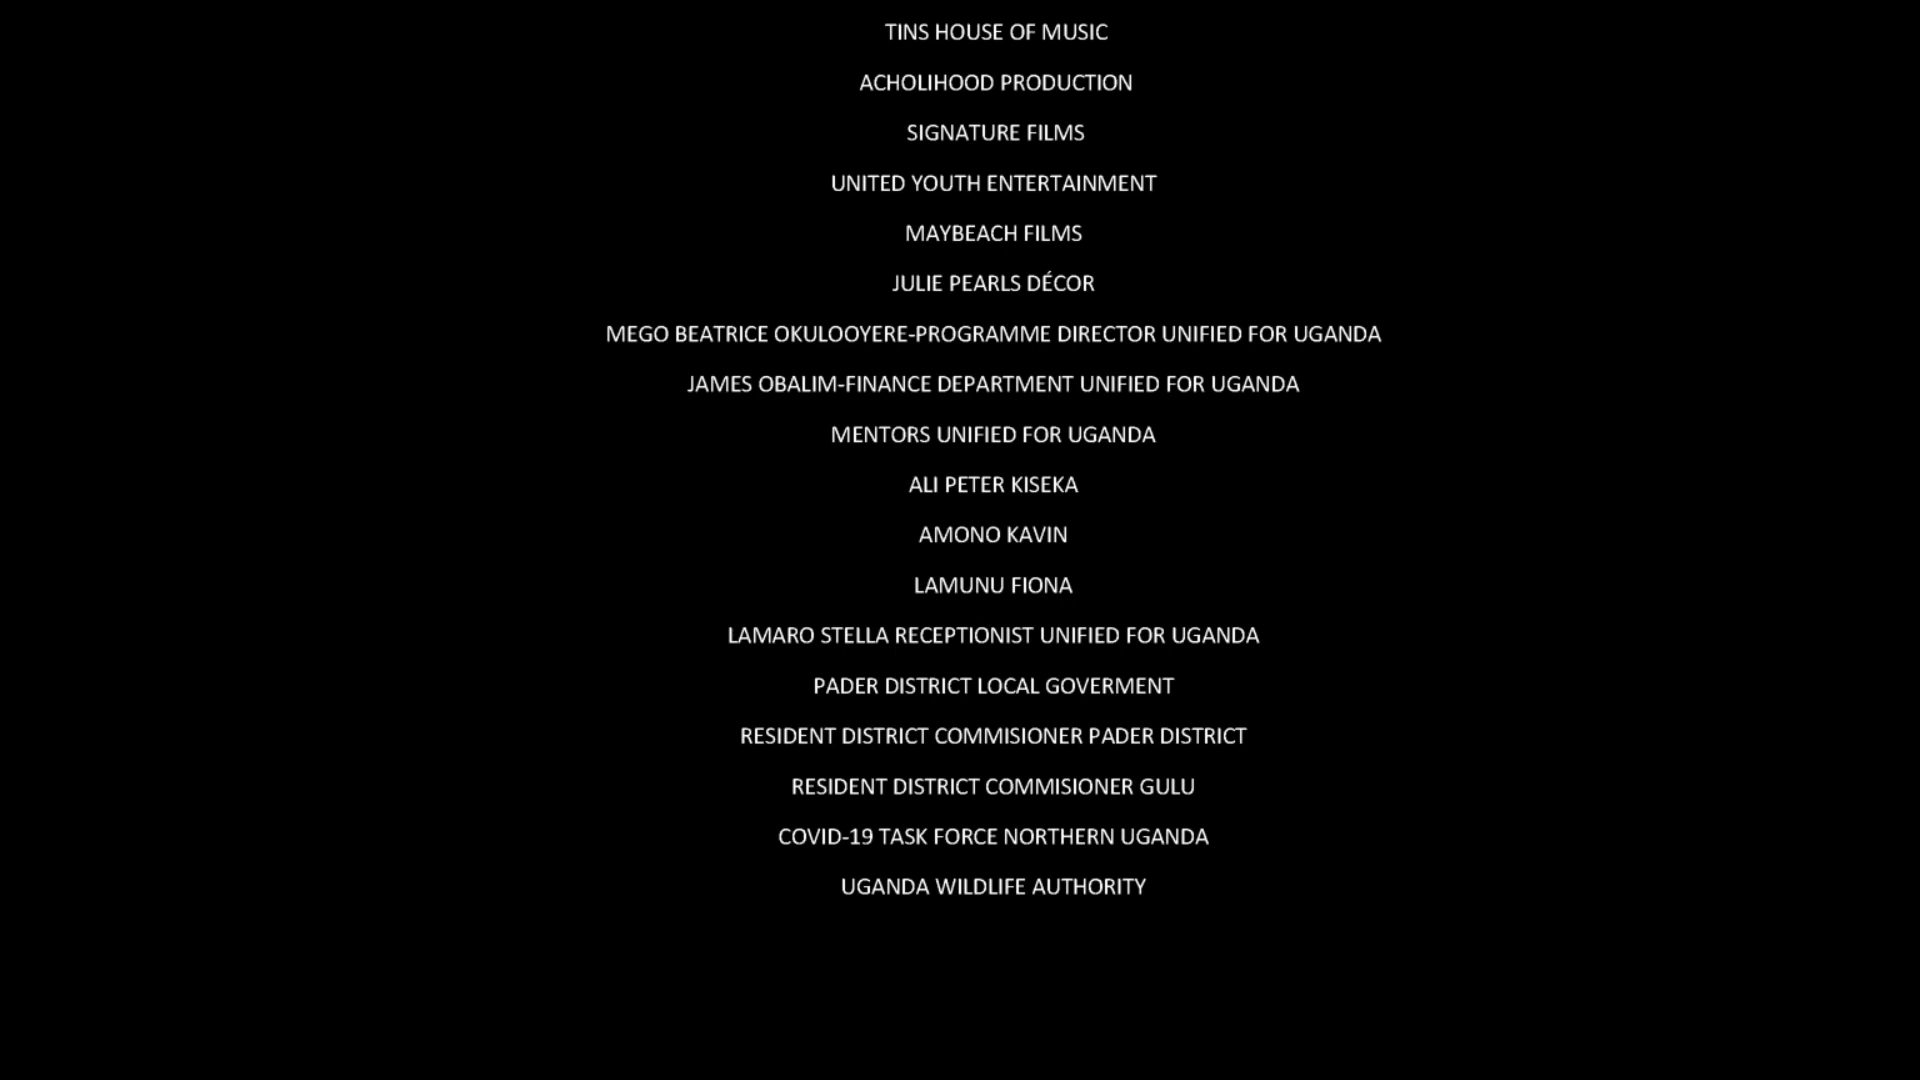 TINS HOUSE OF MUSIC
ACHOLIHOOD PRODUCTION
SIGNATURE FILMS
UNITED YOUTH ENTERTAINMENT
MAYBEACH FILMS
JULIE PEARLS DÉCOR
MEGO BEATRICE OKULOOYERE-PROGRAMME DIRECTOR UNIFIED FOR UGANDA
JAMES OBALIM-FINANCE DEPARTMENT UNIFIED FOR UGANDA
MENTORS UNIFIED FOR UGANDA
ALI PETER KISEKA
AMONO KAVIN
LAMUNU FIONA
LAMARO STELLA RECEPTIONIST UNIFIED FOR UGANDA
PADER DISTRICT LOCAL GOVERMENT
RESIDENT DISTRICT COMMISIONER PADER DISTRICT
RESIDENT DISTRICT COMMISIONER GULU
COVID-19 TASK FORCE NORTHERN UGANDA
UGANDA WILDLIFE AUTHORITY